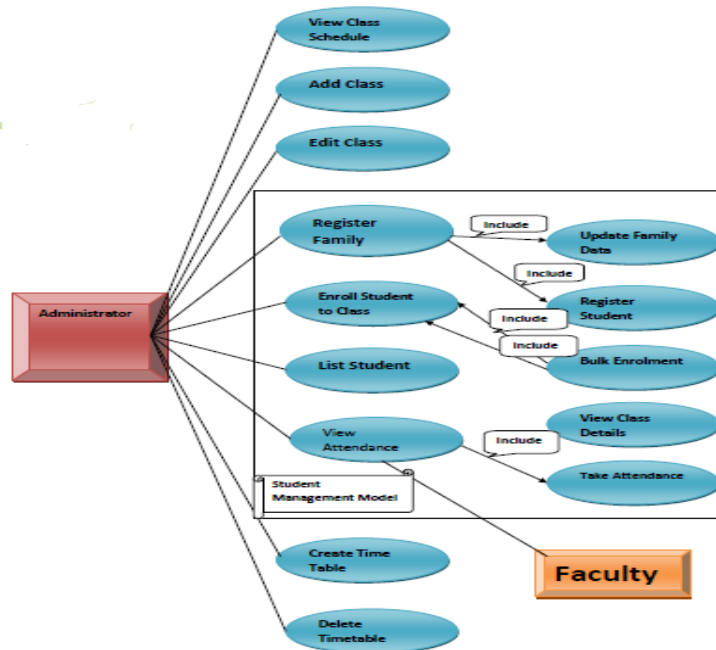 View Class
Schedule
Add Class
Edit Class
Register
Family
Include
Update Family
Data
Include
Administrator
Enroll Student
to Class
Include
Register
Student
Include
List Student
Bulk Enrolment
View
Attendance
Include
View Class
Details
Take Attendance
Student
Management Model
Create Time
Table
Faculty
Delete
Timetable